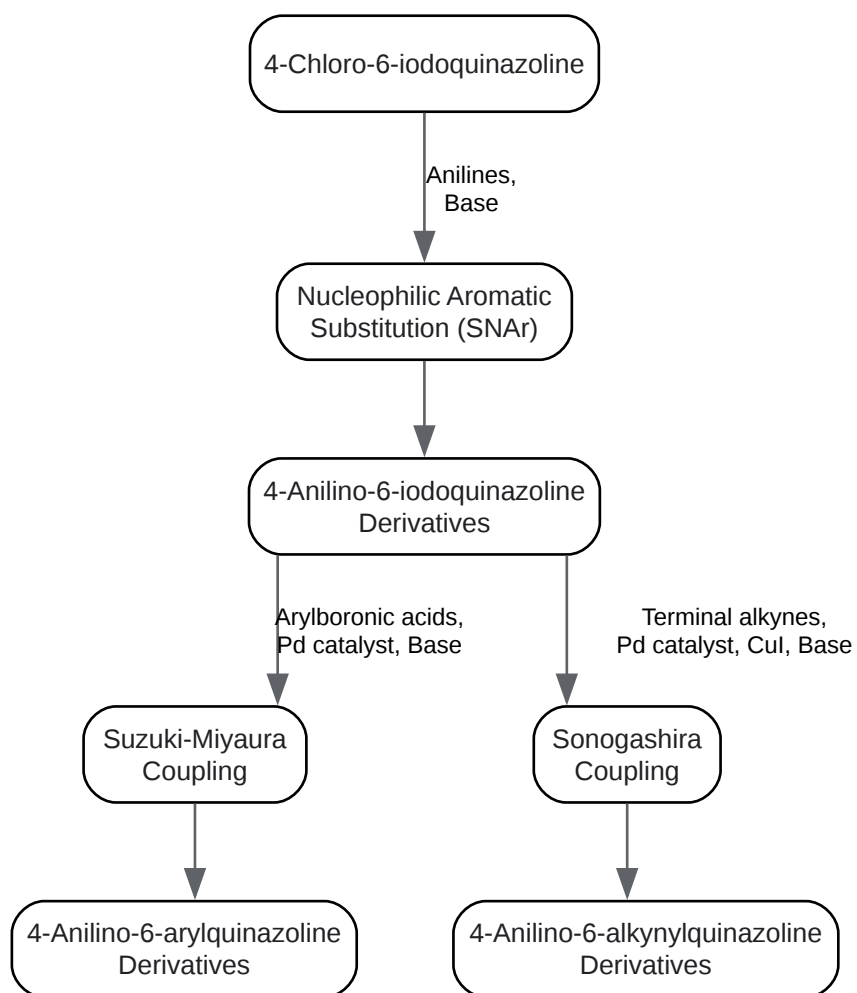 4-Chloro-6-iodoquinazoline
Anilines,
Base
Nucleophilic Aromatic
Substitution (SNAr)
4-Anilino-6-iodoquinazoline
Derivatives
Arylboronic acids,
Pd catalyst, Base
Terminal alkynes,
Pd catalyst, CuI, Base
Suzuki-Miyaura
Coupling
Sonogashira
Coupling
4-Anilino-6-arylquinazoline
Derivatives
4-Anilino-6-alkynylquinazoline
Derivatives